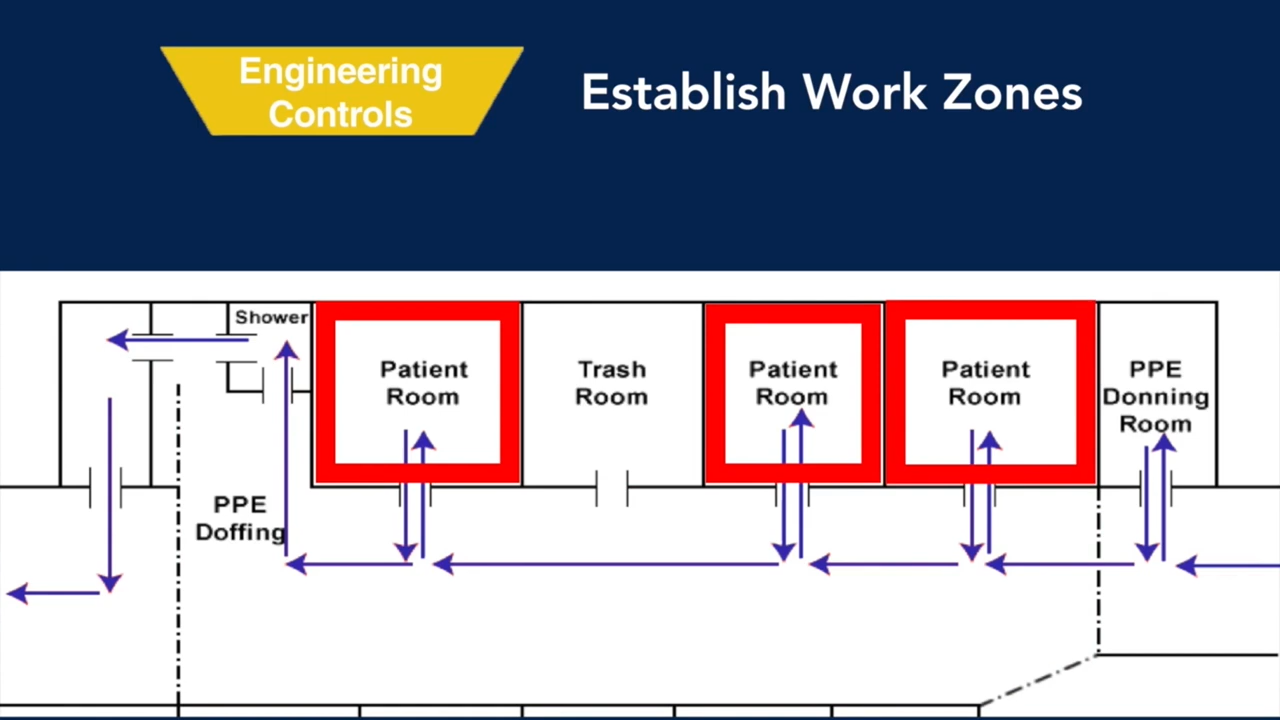 Engineering
Controls
Establish Work Zones
Shower
Patient
Room
Trash
Room
Patient
Room
Patient
Room
PPE
Donning
Room
PPE
Doffing